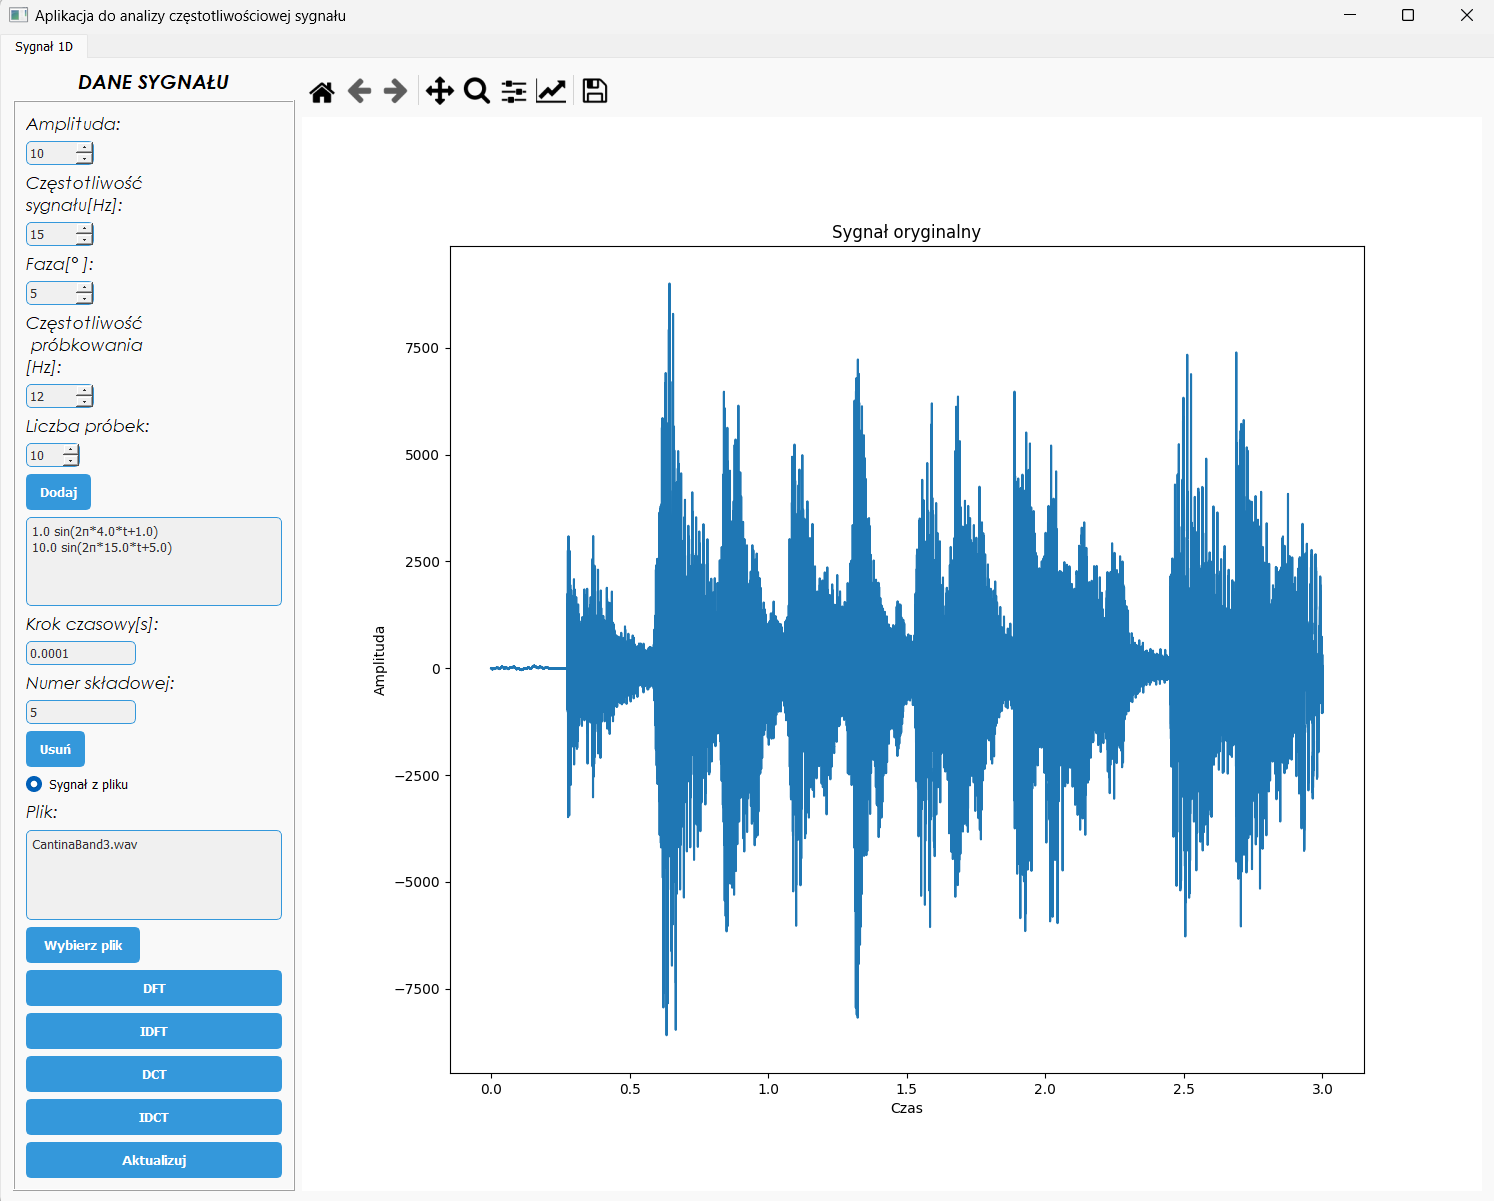 Aplikacja do analizy częstotliwościowej sygnału
Sygnał 1D
DANE SYGNAŁU
Amplituda:
10
Częstotliwość
sygnału[Hz]:
15
Faza[° ]:
5
Częstotliwość
próbkowania
[Hz]:
12
Liczba próbek:
10
Dodaj
1.0 sin(2π*4.0*t+1.0)
10.0 sin(2π*15.0*t+5.0)
Krok czasowy[s]:
0.0001
Numer składowej:
5
Usuń
Sygnał z pliku
Plik:
CantinaBand3.wav
Wybierz plik
DFT
IDFT
DCT
IDCT
Aktualizuj
Sygnał oryginalny
Amplituda
7500
5000
2500
0
−2500
−5000
−7500
0.0 0.5 1.0 1.5 2.0 2.5 3.0
Czas